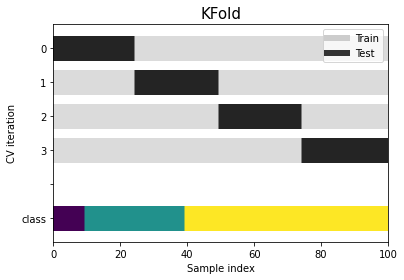 KFold
Train
Test
0
1
2
3
class
CV iteration
0 20 40 60 80 100
Sample index